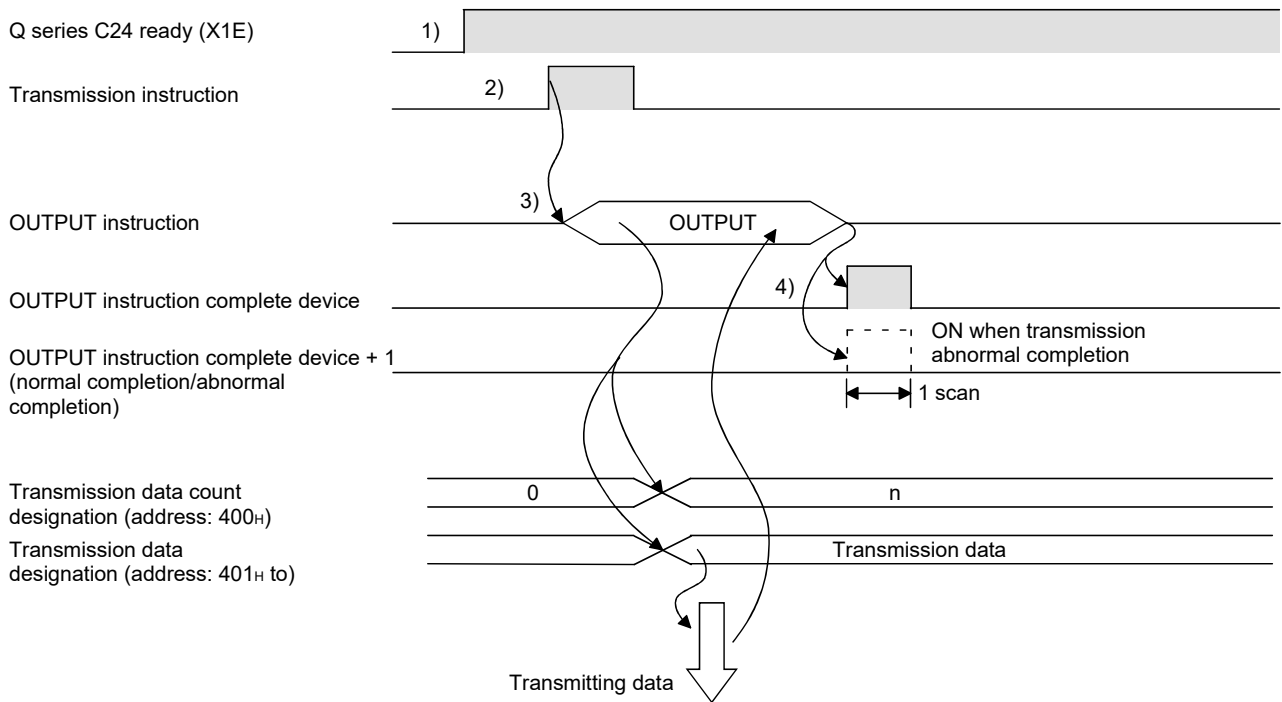 Q series C24 ready (X1E)
1)
Transmission instruction
2)
3)
OUTPUT instruction
OUTPUT
OUTPUT instruction complete device
4)
ON when transmission
abnormal completion
OUTPUT instruction complete device + 1
(normal completion/abnormal
completion)
1 scan
Transmission data count
designation (address: 400H)
0
n
Transmission data
designation (address: 401H to)
Transmission data
Transmitting data